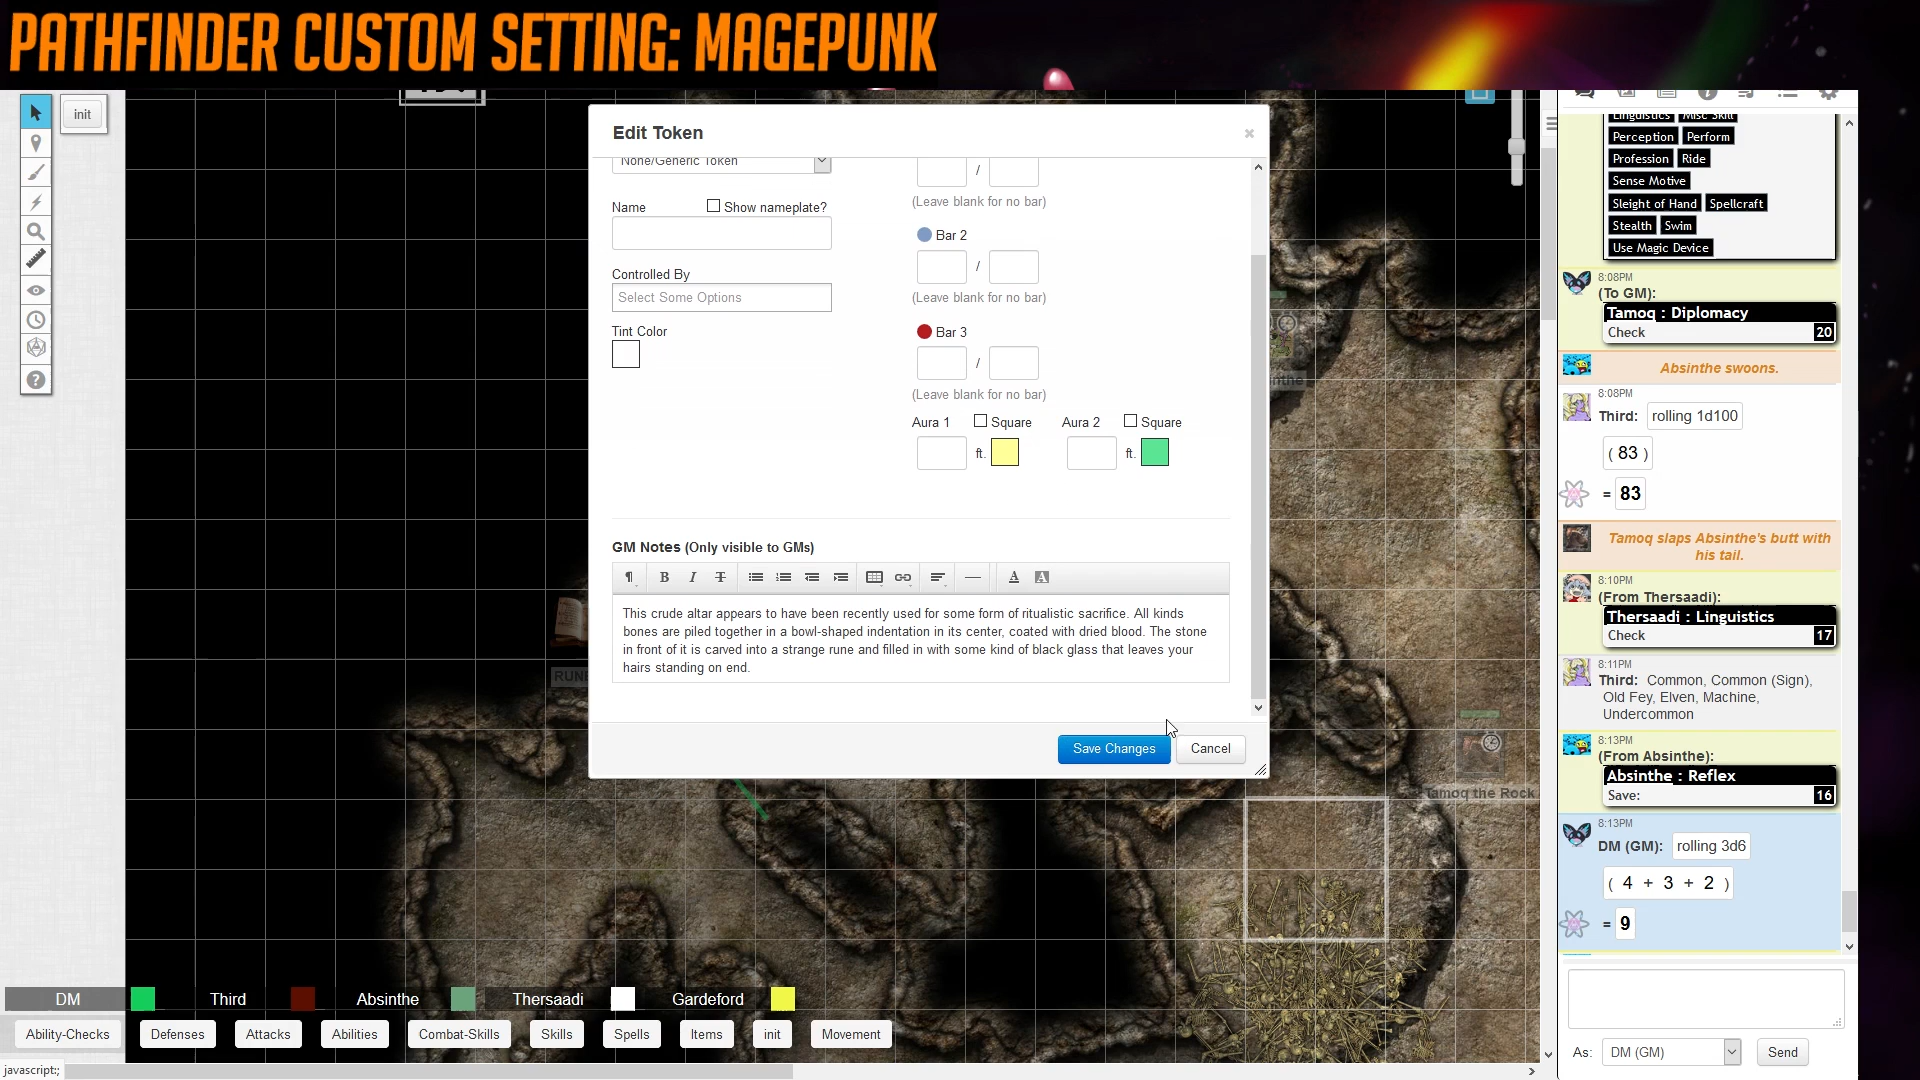 PATHFINDER CUSTOM SETTING: MAGEPUNK
init
Edit Token
×
None/Generic Token
/
(Leave blank for no bar)
Name
Show nameplate?
Bar 2
/
(Leave blank for no bar)
Controlled By
Select Some Options
Tint Color
Bar 3
/
(Leave blank for no bar)
Aura 1
Square
Aura 2
Square
ft.
ft.
GM Notes (Only visible to GMs)
This crude altar appears to have been recently used for some form of ritualistic sacrifice. All kinds
bones are piled together in a bowl-shaped indentation in its center, coated with dried blood. The stone
in front of it is carved into a strange rune and filled in with some kind of black glass that leaves your
hairs standing on end.
Save Changes
Cancel
Tamoq the Rock
Linguistics Misc Skill
Perception Perform
Profession Ride
Sense Motive
Sleight of Hand Spellcraft
Stealth Swim
Use Magic Device
8:08PM
(To GM):
Tamoq : Diplomacy
Check 20
Absinthe swoons.
8:08PM
Third: rolling 1d100
( 83 )
= 83
Tamoq slaps Absinthe's butt with
his tail.
8:10PM
(From Thersaadi):
Thersaadi : Linguistics
Check 17
8:11PM
Third: Common, Common (Sign),
Old Fey, Elven, Machine,
Undercommon
8:13PM
(From Absinthe):
Absinthe : Reflex
Save: 16
8:13PM
DM (GM): rolling 3d6
( 4 + 3 + 2 )
= 9
As: DM (GM) Send
DM Third Absinthe Thersaadi Gardeford
Ability-Checks Defenses Attacks Abilities Combat-Skills Skills Spells Items init Movement
javascript:;